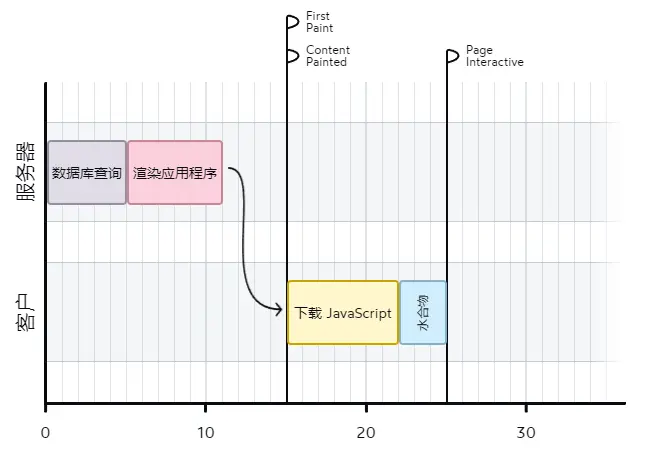 First
Paint
Content
Painted
Page
Interactive
服务器
数据库查询
渲染应用程序
客户
下载 JavaScript
水合物
0
10
20
30